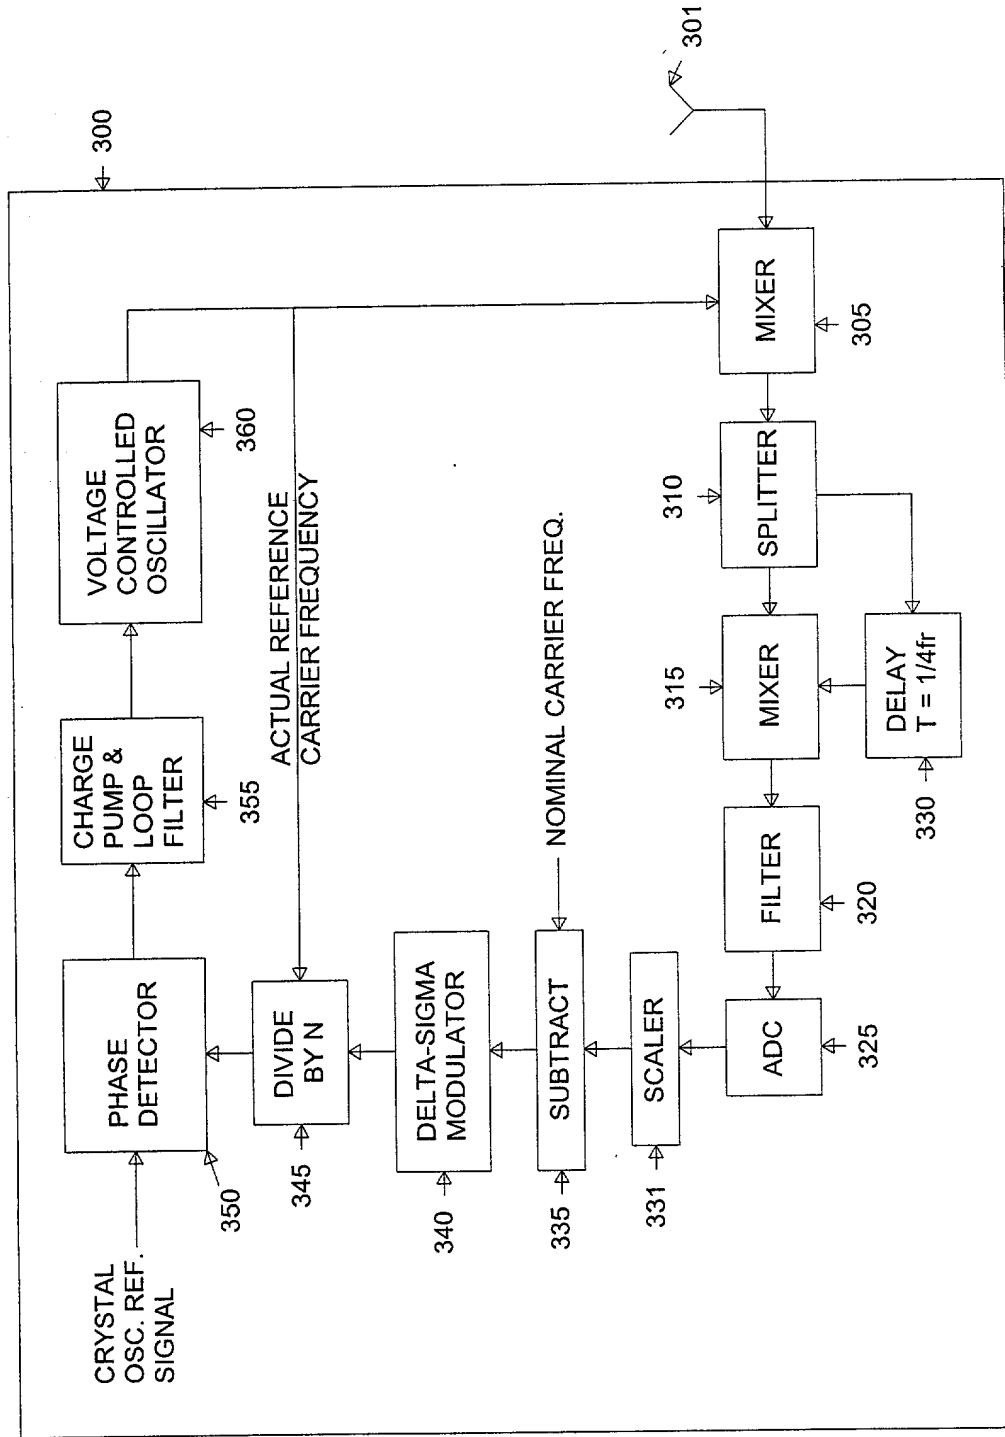 300
301
CRYSTAL
OSC. REF.
SIGNAL
PHASE
DETECTOR
350
CHARGE
PUMP &
LOOP
FILTER
355
VOLTAGE
CONTROLLED
OSCILLATOR
360
ACTUAL REFERENCE
CARRIER FREQUENCY
DIVIDE
BY N
345
DELTA-SIGMA
MODULATOR
340
SUBTRACT
335
NOMINAL CARRIER FREQ.
SCALER
331
ADC
325
FILTER
320
MIXER
315
SPLITTER
310
MIXER
305
DELAY
T = 1/4fr
330